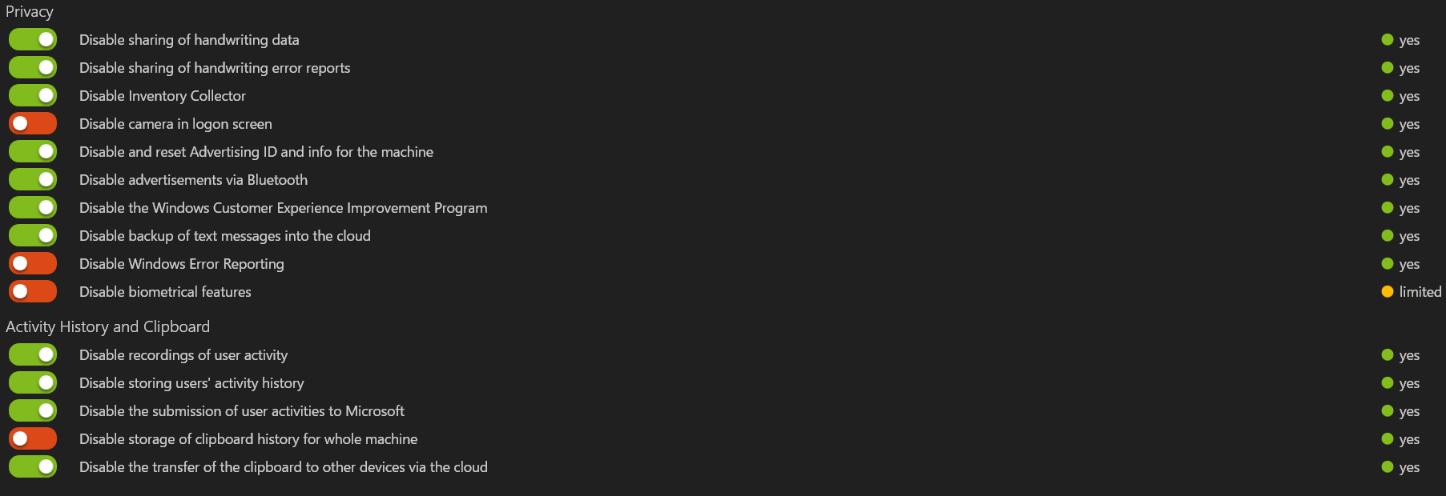 Privacy
Disable sharing of handwriting data yes
Disable sharing of handwriting error reports yes
Disable Inventory Collector yes
Disable camera in logon screen yes
Disable and reset Advertising ID and info for the machine yes
Disable advertisements via Bluetooth yes
Disable the Windows Customer Experience Improvement Program yes
Disable backup of text messages into the cloud yes
Disable Windows Error Reporting yes
Disable biometrical features limited
Activity History and Clipboard
Disable recordings of user activity yes
Disable storing users' activity history yes
Disable the submission of user activities to Microsoft yes
Disable storage of clipboard history for whole machine yes
Disable the transfer of the clipboard to other devices via the cloud yes